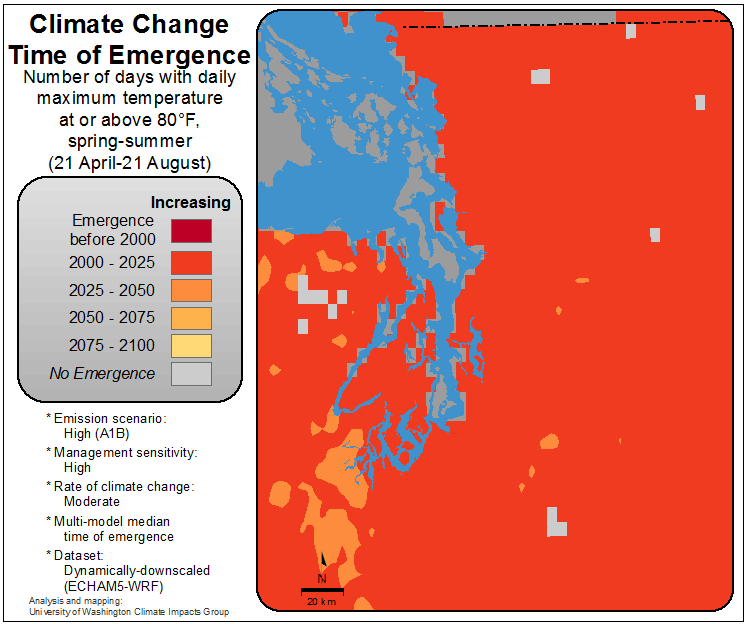 Climate Change
Time of Emergence
Number of days with daily
maximum temperature
at or above 80°F,
spring-summer
(21 April-21 August)
Increasing
Emergence
before 2000
2000 - 2025
2025 - 2050
2050 - 2075
2075 - 2100
No Emergence
* Emission scenario:
High (A1B)
* Management sensitivity:
High
* Rate of climate change:
Moderate
* Multi-model median
time of emergence
* Dataset:
Dynamically-downscaled
(ECHAM5-WRF)
Analysis and mapping:
University of Washington Climate Impacts Group
N
20 km